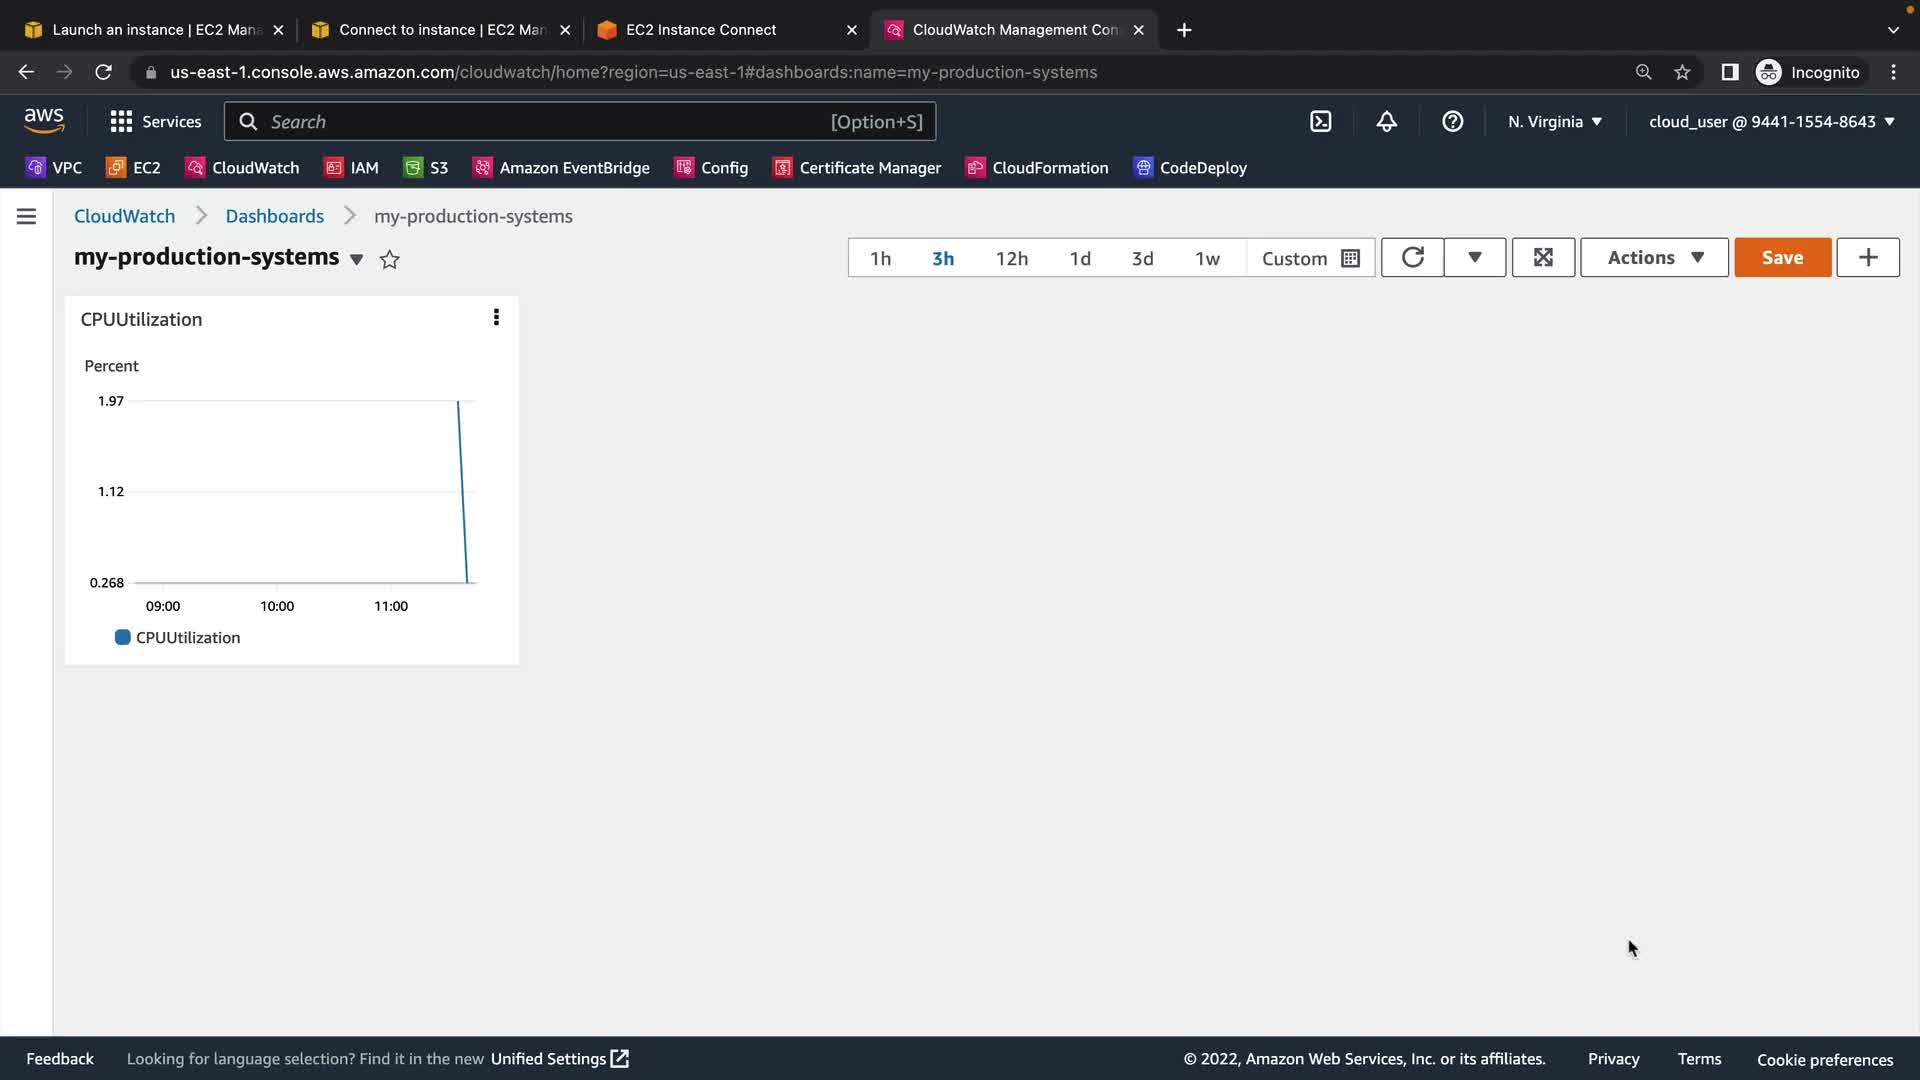 Launch an instance | EC2 Mana
Connect to instance | EC2 Man
EC2 Instance Connect
CloudWatch Management Con
us-east-1.console.aws.amazon.com/cloudwatch/home?region=us-east-1#dashboards:name=my-production-systems
Incognito
aws
Services
Search
[Option+S]
N. Virginia
cloud_user @ 9441-1554-8643
VPC
EC2
CloudWatch
IAM
S3
Amazon EventBridge
Config
Certificate Manager
CloudFormation
CodeDeploy
CloudWatch
Dashboards
my-production-systems
my-production-systems
1h
3h
12h
1d
3d
1w
Custom
Actions
Save
CPUUtilization
Percent
1.97
1.12
0.268
09:00
10:00
11:00
CPUUtilization
Feedback
Looking for language selection? Find it in the new Unified Settings
© 2022, Amazon Web Services, Inc. or its affiliates.
Privacy
Terms
Cookie preferences